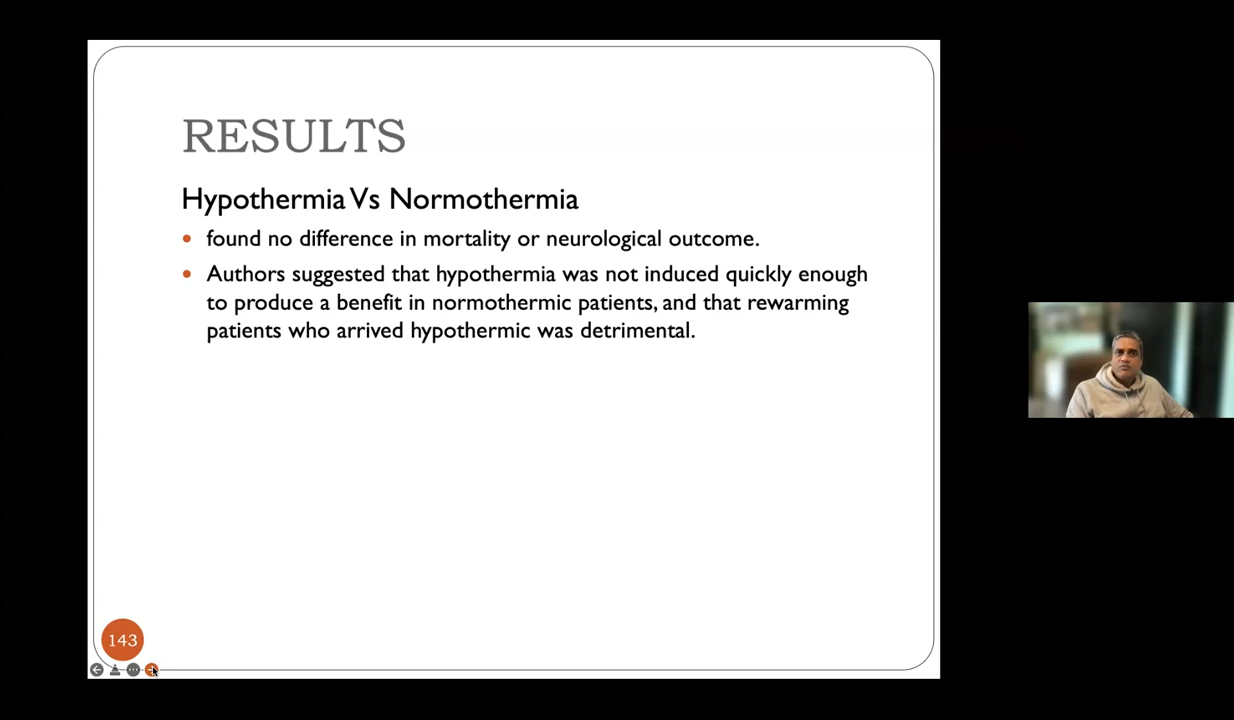 RESULTS
Hypothermia Vs Normothermia
• found no difference in mortality or neurological outcome.
• Authors suggested that hypothermia was not induced quickly enough
to produce a benefit in normothermic patients, and that rewarming
patients who arrived hypothermic was detrimental.
143